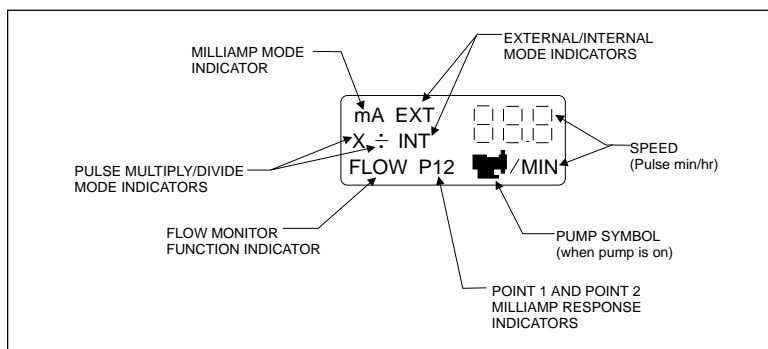 EXTERNAL/INTERNAL
MODE INDICATORS
MILLIAMP MODE
INDICATOR
mA EXT
X ÷ INT
FLOW P12 /MIN
8 8.8
SPEED
(Pulse min/hr)
PULSE MULTIPLY/DIVIDE
MODE INDICATORS
FLOW MONITOR
FUNCTION INDICATOR
PUMP SYMBOL
(when pump is on)
POINT 1 AND POINT 2
MILLIAMP RESPONSE
INDICATORS